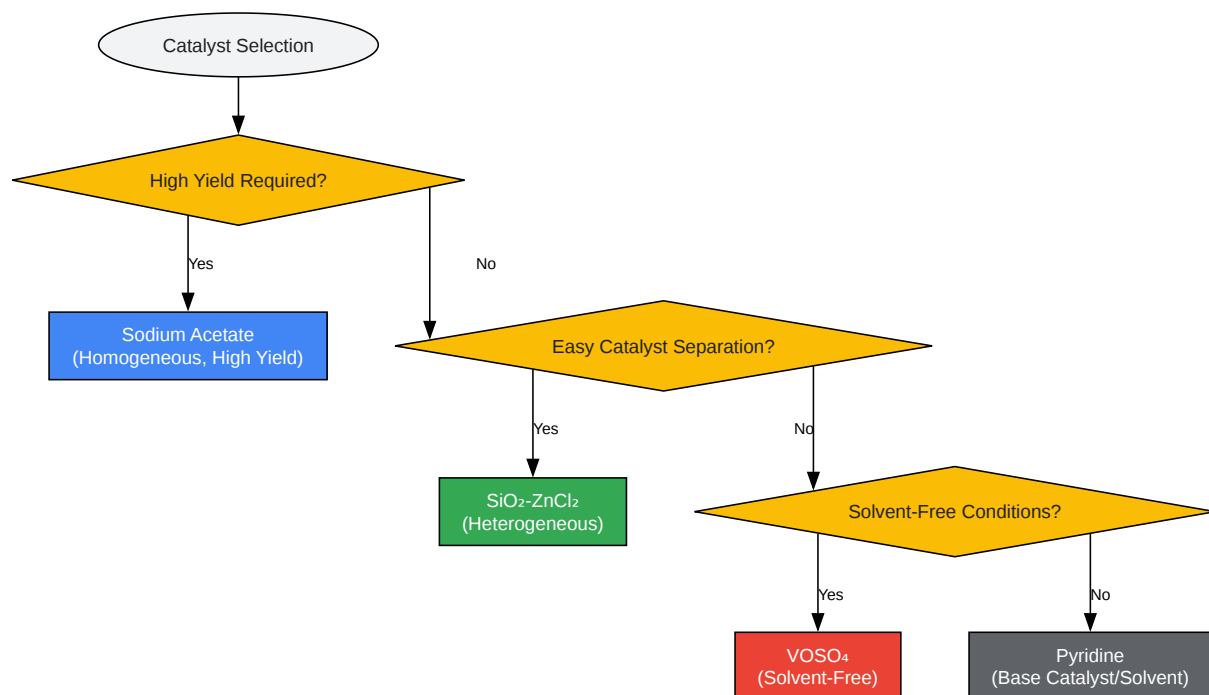 Catalyst Selection
High Yield Required?
Yes
No
Sodium Acetate
(Homogeneous, High Yield)
Easy Catalyst Separation?
Yes
No
SiO₂-ZnCl₂
(Heterogeneous)
Solvent-Free Conditions?
Yes
No
VOSO₄
(Solvent-Free)
Pyridine
(Base Catalyst/Solvent)